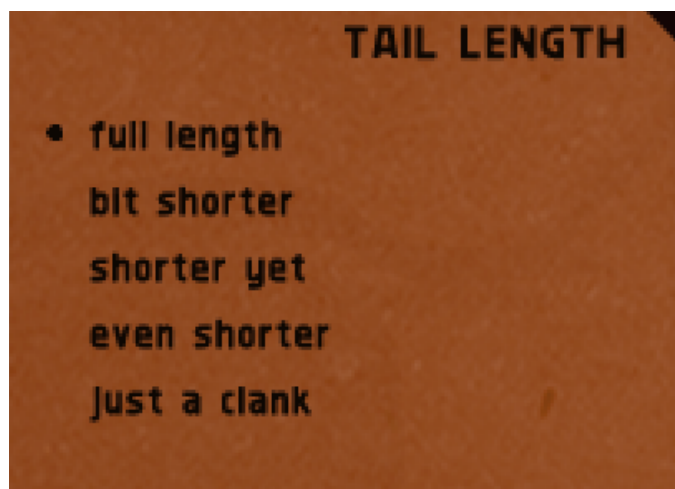 TAIL LENGTH
• full length
bit shorter
shorter yet
even shorter
just a clank